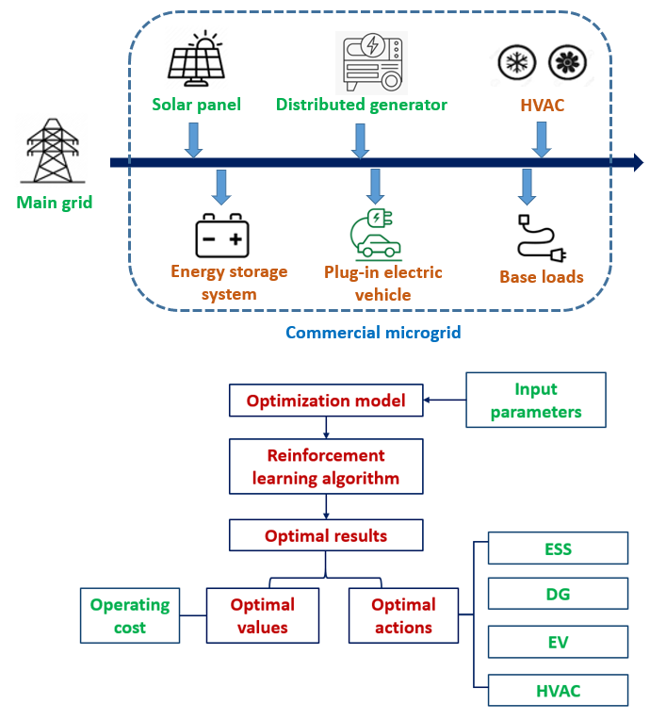 Solar panel
Distributed generator
HVAC
Main grid
Energy storage
system
Plug-in electric
vehicle
Base loads
Commercial microgrid
Optimization model
Input
parameters
Reinforcement
learning algorithm
Optimal results
ESS
DG
EV
HVAC
Operating
cost
Optimal
values
Optimal
actions